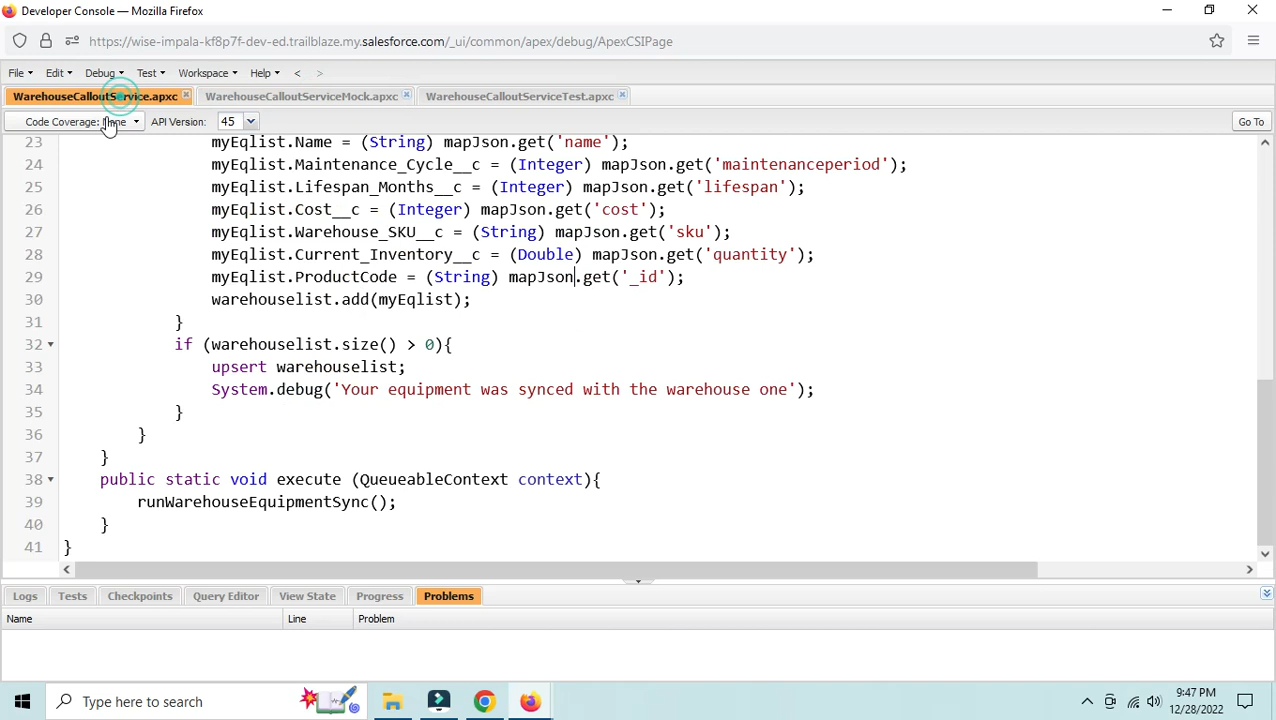 Developer Console — Mozilla Firefox
https://wise-impala-kf8p7f-dev-ed.trailblaze.my.salesforce.com/_ui/common/apex/debug/ApexCSIPage
File Edit Debug Test Workspace Help < >
WarehouseCalloutService.apxc WarehouseCalloutServiceMock.apxc WarehouseCalloutServiceTest.apxc
Code Coverage: None API Version: 45 Go To
23 myEqlist.Name = (String) mapJson.get('name');
24 myEqlist.Maintenance_Cycle__c = (Integer) mapJson.get('maintenanceperiod');
25 myEqlist.Lifespan_Months__c = (Integer) mapJson.get('lifespan');
26 myEqlist.Cost__c = (Integer) mapJson.get('cost');
27 myEqlist.Warehouse_SKU__c = (String) mapJson.get('sku');
28 myEqlist.Current_Inventory__c = (Double) mapJson.get('quantity');
29 myEqlist.ProductCode = (String) mapJson.get('_id');
30 warehouselist.add(myEqlist);
31 }
32 if (warehouselist.size() > 0){
33 upsert warehouselist;
34 System.debug('Your equipment was synced with the warehouse one');
35 }
36 }
37 }
38 public static void execute (QueueableContext context){
39 runWarehouseEquipmentSync();
40 }
41 }
Logs Tests Checkpoints Query Editor View State Progress Problems
Name Line Problem
Type here to search
9:47 PM
12/28/2022